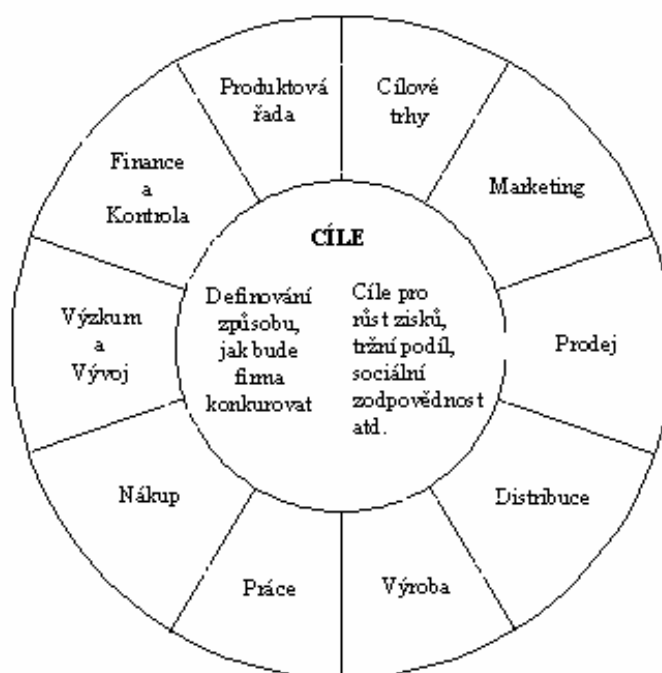 Produktová
řada
Cílové
trhy
Marketing
Prodej
Distribuce
Výroba
Práce
Nákup
Výzkum
a
Vývoj
Finance
a
Kontrola
CÍLE
Definování
způsobu,
jak bude
firma
konkurovat
Cíle pro
růst zisků,
tržní podíl,
sociální
zodpovědnost
atd.